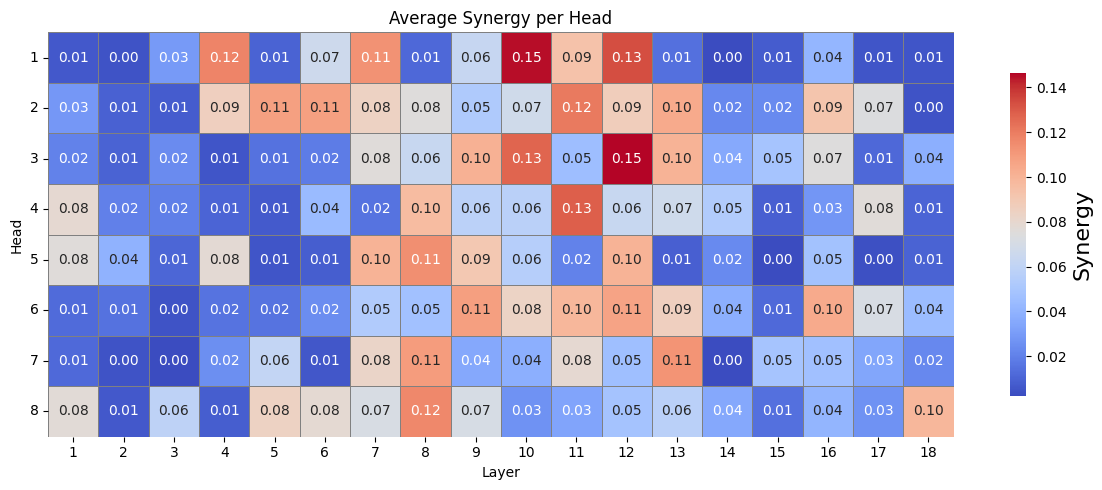 Average Synergy per Head
1 0.01 0.00 0.03 0.12 0.01 0.07 0.11 0.01 0.06 0.15 0.09 0.13 0.01 0.00 0.01 0.04 0.01 0.01
2 0.03 0.01 0.01 0.09 0.11 0.11 0.08 0.08 0.05 0.07 0.12 0.09 0.10 0.02 0.02 0.09 0.07 0.00
3 0.02 0.01 0.02 0.01 0.01 0.02 0.08 0.06 0.10 0.13 0.05 0.15 0.10 0.04 0.05 0.07 0.01 0.04
4 0.08 0.02 0.02 0.01 0.01 0.04 0.02 0.10 0.06 0.06 0.13 0.06 0.07 0.05 0.01 0.03 0.08 0.01
5 0.08 0.04 0.01 0.08 0.01 0.01 0.10 0.11 0.09 0.06 0.02 0.10 0.01 0.02 0.00 0.05 0.00 0.01
6 0.01 0.01 0.00 0.02 0.02 0.02 0.05 0.05 0.11 0.08 0.10 0.11 0.09 0.04 0.01 0.10 0.07 0.04
7 0.01 0.00 0.00 0.02 0.06 0.01 0.08 0.11 0.04 0.04 0.08 0.05 0.11 0.00 0.05 0.05 0.03 0.02
8 0.08 0.01 0.06 0.01 0.08 0.08 0.07 0.12 0.07 0.03 0.03 0.05 0.06 0.04 0.01 0.04 0.03 0.10
1 2 3 4 5 6 7 8 9 10 11 12 13 14 15 16 17 18
Layer
Head
0.14
0.12
0.10
0.08
0.06
0.04
0.02
Synergy